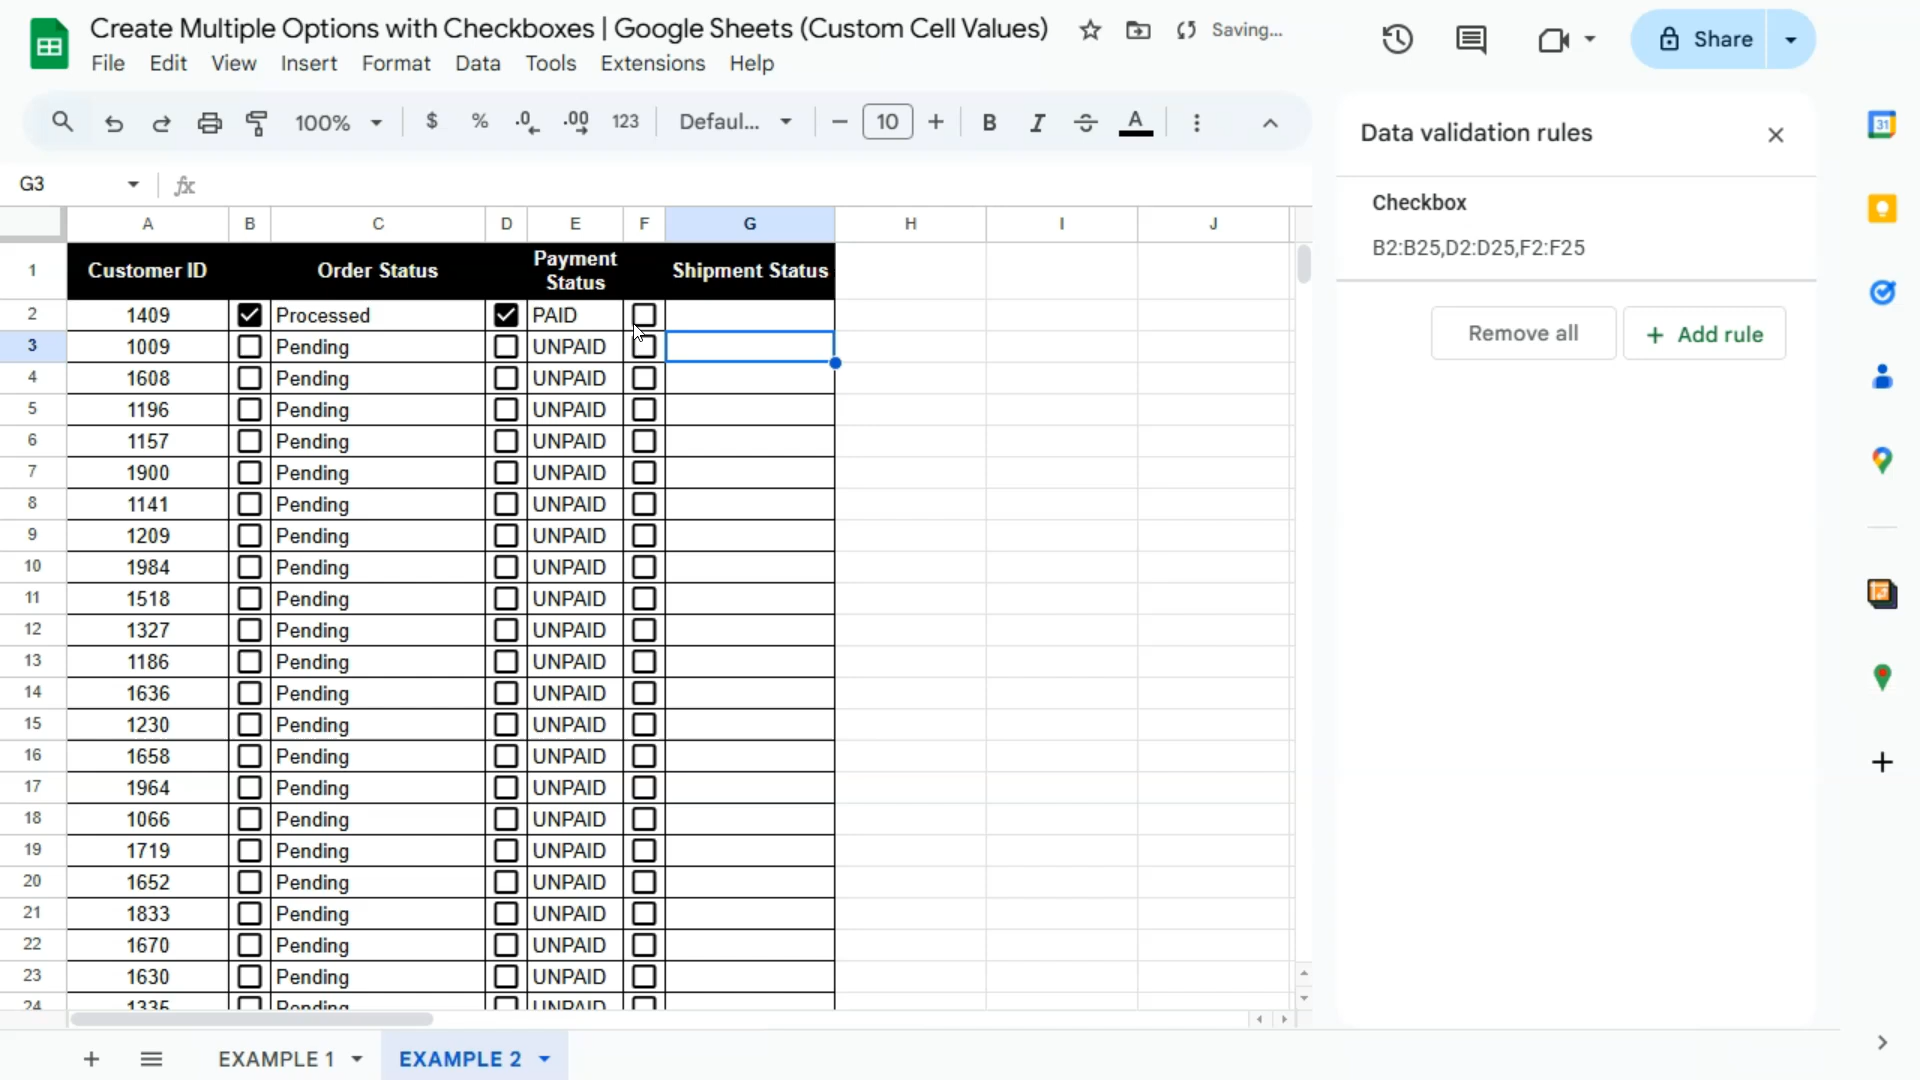 Create Multiple Options with Checkboxes | Google Sheets (Custom Cell Values) Saving... Share
File Edit View Insert Format Data Tools Extensions Help
100% $ % .0 .00 123 Defaul... − 10 + B I S A
G3 fx
Data validation rules
Checkbox
B2:B25,D2:D25,F2:F25
Remove all + Add rule
31
A B C D E F G H I J
1 Customer ID Order Status Payment Status Shipment Status
2 1409 Processed PAID
3 1009 Pending UNPAID
4 1608 Pending UNPAID
5 1196 Pending UNPAID
6 1157 Pending UNPAID
7 1900 Pending UNPAID
8 1141 Pending UNPAID
9 1209 Pending UNPAID
10 1984 Pending UNPAID
11 1518 Pending UNPAID
12 1327 Pending UNPAID
13 1186 Pending UNPAID
14 1636 Pending UNPAID
15 1230 Pending UNPAID
16 1658 Pending UNPAID
17 1964 Pending UNPAID
18 1066 Pending UNPAID
19 1719 Pending UNPAID
20 1652 Pending UNPAID
21 1833 Pending UNPAID
22 1670 Pending UNPAID
23 1630 Pending UNPAID
24 1335 Pending UNPAID
EXAMPLE 1 EXAMPLE 2